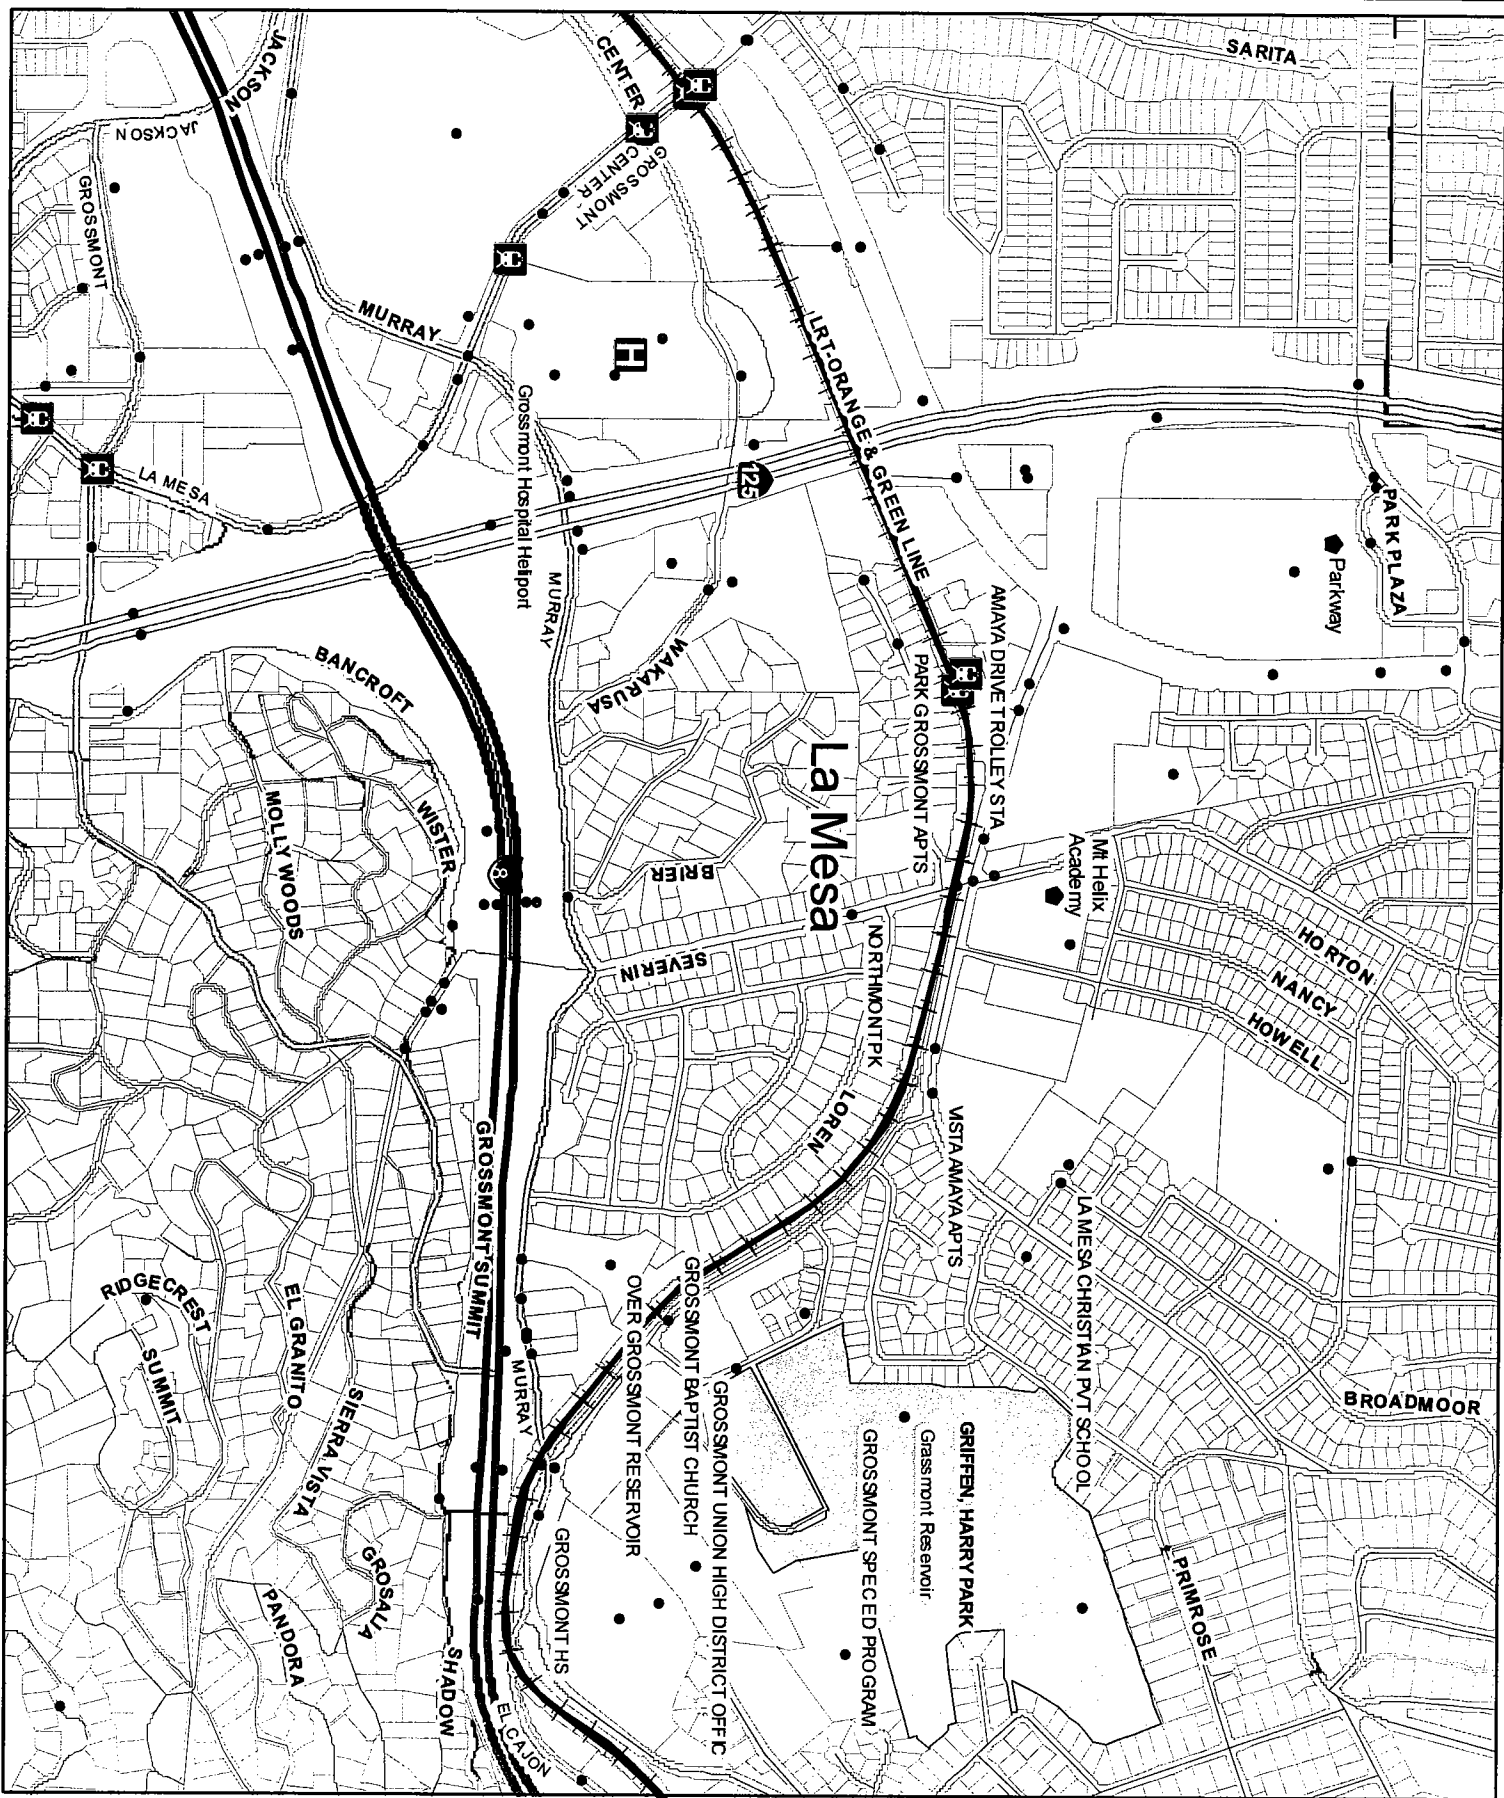 SARITA
JACKSON
JACKSON
CENTER
GROSSMONT
CENTER
GROSSMONT
MURRAY
H
LRT-ORANGE & GREEN LINE
Grossmont Hospital Heliport
LA MESA
125
PARK PLAZA
Parkway
MURRAY
WAKARUSA
AMAYA DRIVE TROLLEY STA
PARK GROSSMONT APTS
BANCROFT
La Mesa
MOLLY WOODS
WISTER
8
BRIER
Mt Helix
Academy
HORTON
NANCY
HOWELL
SEVERIN
NORTHMONT PK
LOREN
VISTA AMAYA APTS
GROSSMONT SUMMIT
LA MESA CHRISTIAN PVT SCHOOL
RIDGECREST
SUMMIT
EL GRANITO
SIERRA VISTA
MURRAY
OVER GROSSMONT RESERVOIR
GROSSMONT BAPTIST CHURCH
GROSSMONT UNION HIGH DISTRICT OFFIC
GROSSMONT SPEC ED PROGRAM
Grassmont Reservoir
GRIFFEN, HARRY PARK
BROADMOOR
PRIMROSE
GROSSMONT HS
GROSALIA
PANDORA
SHADOW
EL CAJON